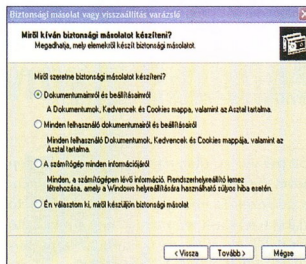 Biztonsági másolat vagy visszaállítás varázsló
Miről kíván biztonsági másolatot készíteni?
Megadhatja, mely elemekről készít biztonsági másolatot.
Miről szeretne biztonsági másolatot készíteni?
Dokumentumaimról és beállításaimról
A Dokumentumok, Kedvencek és Cookies mappa, valamint az Asztal tartalma.
Minden felhasználó dokumentumairól és beállításairól
Minden felhasználó Dokumentumok, Kedvencek és Cookies mappája, valamint az
Asztal tartalma.
A számítógép minden információjáról
Minden, a számítógépen lévő információ. Rendszerhelyreállító lemez
létrehozása, amely a Windows helyreállítására használható súlyos hiba esetén.
Én választom ki, miről készüljön biztonsági másolat
< Vissza
Tovább >
Mégse